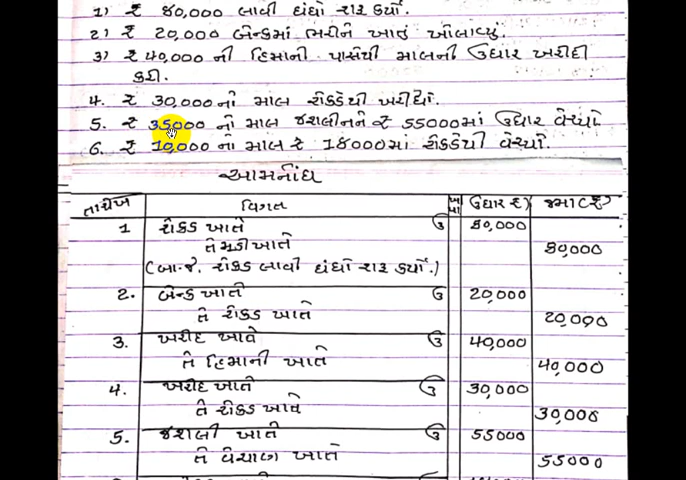 1) ₹ 80,000 લાવી ધંધો શરૂ કર્યો.
2) ₹ 20,000 બેન્કમાં ભરીને ખાતું ખોલાવ્યું.
3) ₹ 40,000 ની હિમાની પાસેથી માલની ઉધાર ખરીદી
કરી.
4. ₹ 30,000 નો માલ રોકડેથી ખરીદ્યો.
5. ₹ 35000 નો માલ જશલીનને ₹ 55000માં ઉધાર વેચ્યો
6. ₹ 10,000 નો માલ ₹ 18000માં રોકડેથી વેચ્યો.
આમનોંધ
તારીખ વિગત ખા પા ઉધાર ₹ જમા ₹
1 રોકડ ખાતે ઉ 80,000
તે મૂડી ખાતે 80,000
(બા.જે. રોકડ લાવી ધંધો શરૂ કર્યો.)
2. બેન્ક ખાતે ઉ 20,000
તે રોકડ ખાતે 20,000
3. ખરીદ ખાતે ઉ 40,000
તે હિમાની ખાતે 40,000
4. ખરીદ ખાતે ઉ 30,000
તે રોકડ ખાતે 30,000
5. જશલી ખાતે ઉ 55000
તે વેચાણ ખાતે 55000